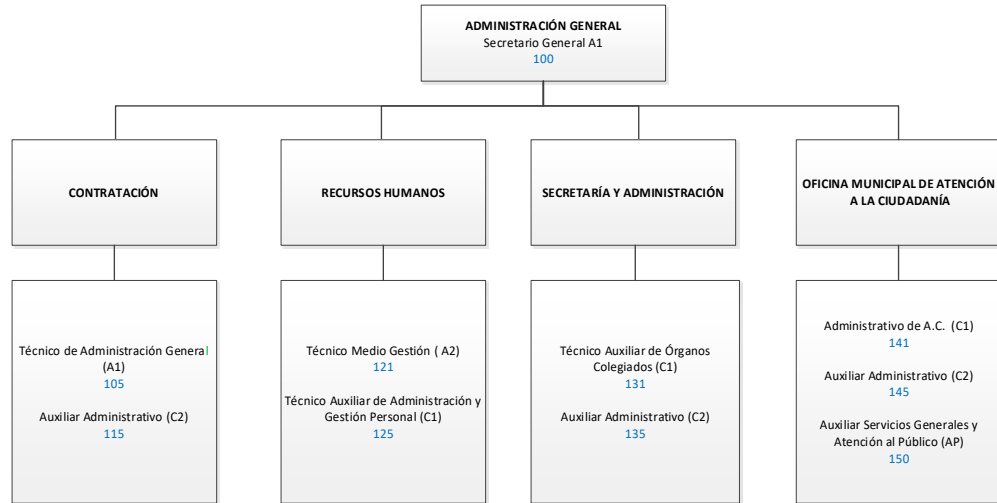 ADMINISTRACIÓN GENERAL
Secretario General A1
100
CONTRATACIÓN
RECURSOS HUMANOS
SECRETARÍA Y ADMINISTRACIÓN
OFICINA MUNICIPAL DE ATENCIÓN
A LA CIUDADANÍA
Técnico de Administración General
(A1)
105
Auxiliar Administrativo (C2)
115
Técnico Medio Gestión ( A2)
121
Técnico Auxiliar de Administración y
Gestión Personal (C1)
125
Técnico Auxiliar de Órganos
Colegiados (C1)
131
Auxiliar Administrativo (C2)
135
Administrativo de A.C. (C1)
141
Auxiliar Administrativo (C2)
145
Auxiliar Servicios Generales y
Atención al Público (AP)
150